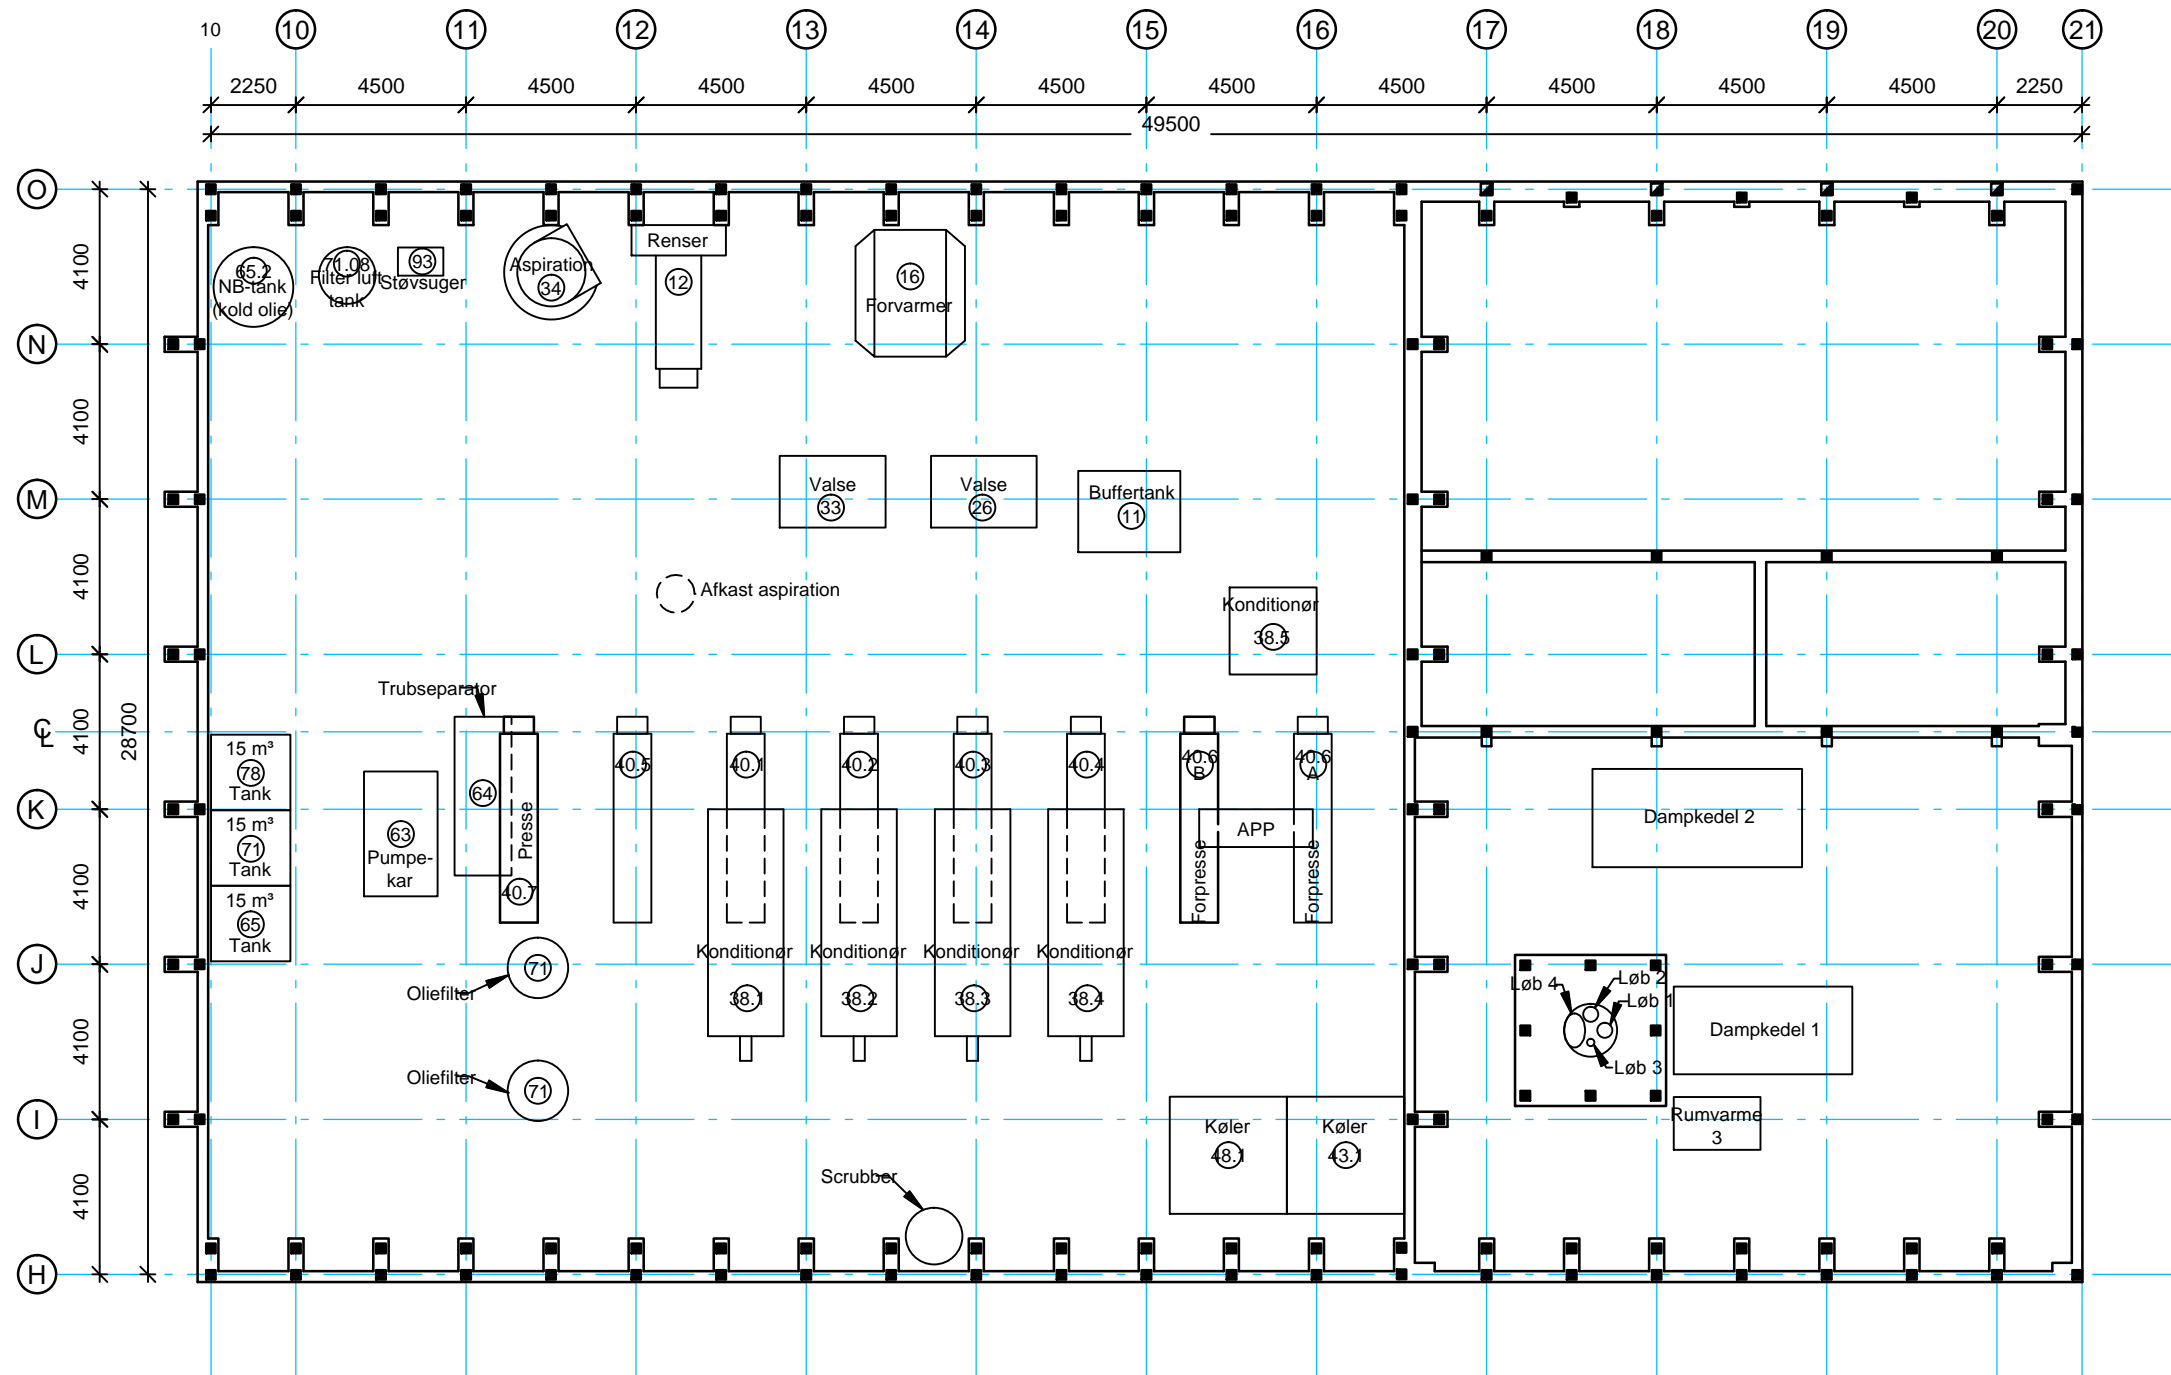 10 10 11 12 13 14 15 16 17 18 19 20 21
2250 4500 4500 4500 4500 4500 4500 4500 4500 4500 4500 2250
49500
O
N
M
L
℄
K
J
I
H
4100
4100
4100
4100
4100
4100
4100
28700
65.2
NB-tank
(kold olie)
71.08
Filter luft
tank
93
Støvsuger
Aspiration
34
Renser
12
16
Forvarmer
Valse
33
Valse
26
Buffertank
11
Afkast aspiration
Konditionør
38.5
Trubseparator
64
15 m³
78
Tank
15 m³
71
Tank
15 m³
65
Tank
63
Pumpe-
kar
Presse
40.7
40.5
40.1
40.2
40.3
40.4
40.6
B
Forpresse
40.6
A
Forpresse
APP
Konditionør
38.1
Konditionør
38.2
Konditionør
38.3
Konditionør
38.4
Oliefilter
71
Oliefilter
71
Scrubber
Køler
48.1
Køler
43.1
Dampkedel 2
Løb 4
Løb 2
Løb 1
Løb 3
Dampkedel 1
Rumvarme
3